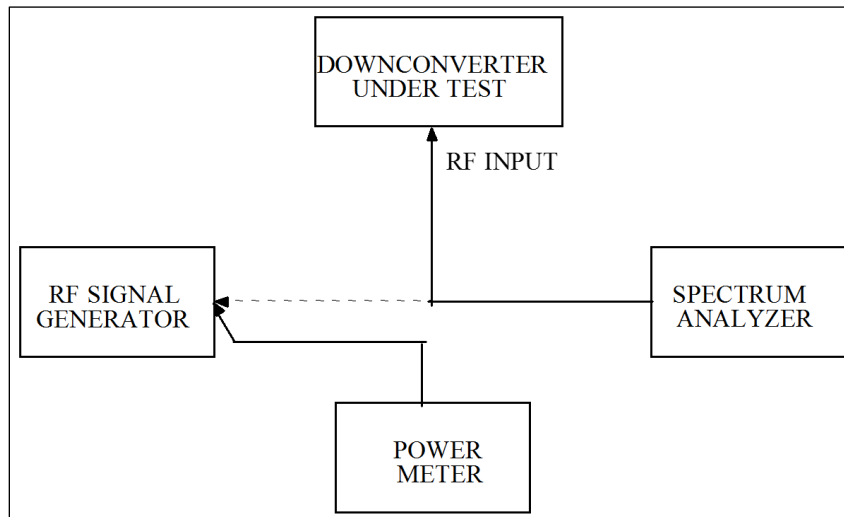 DOWNCONVERTER
UNDER TEST
RF INPUT
RF SIGNAL
GENERATOR
SPECTRUM
ANALYZER
POWER
METER